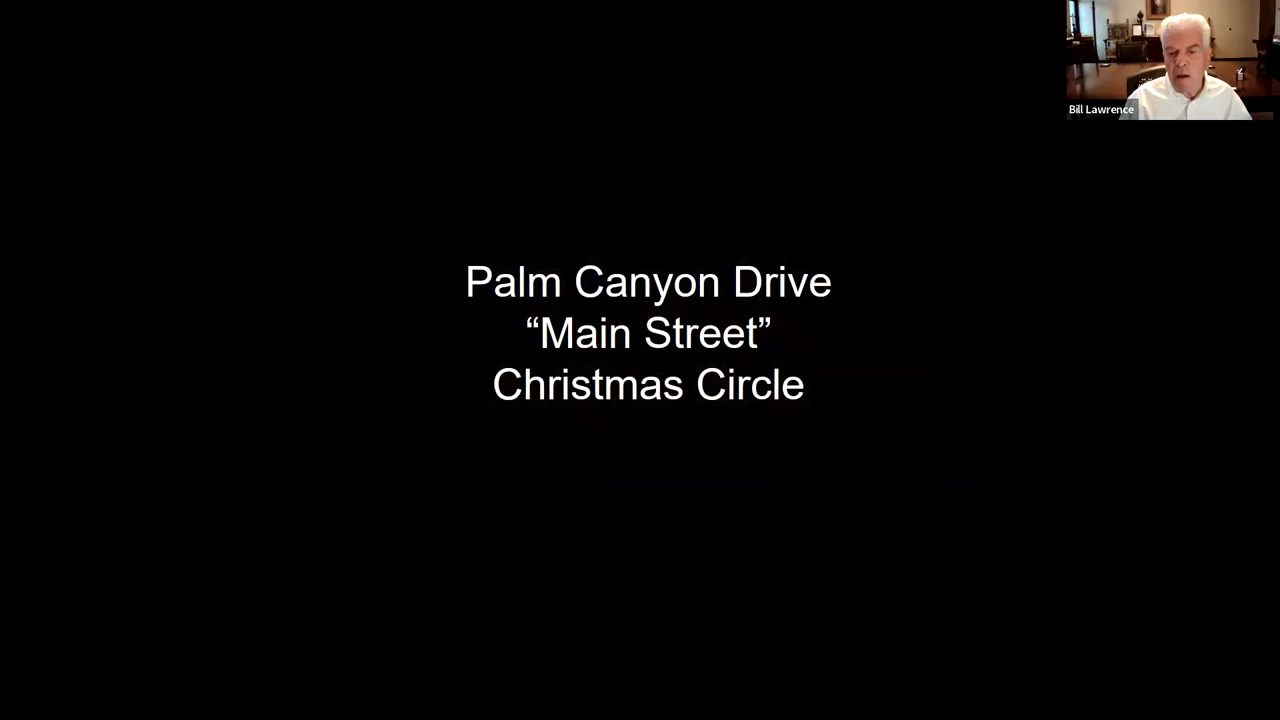 Bill Lawrence
Palm Canyon Drive
“Main Street”
Christmas Circle